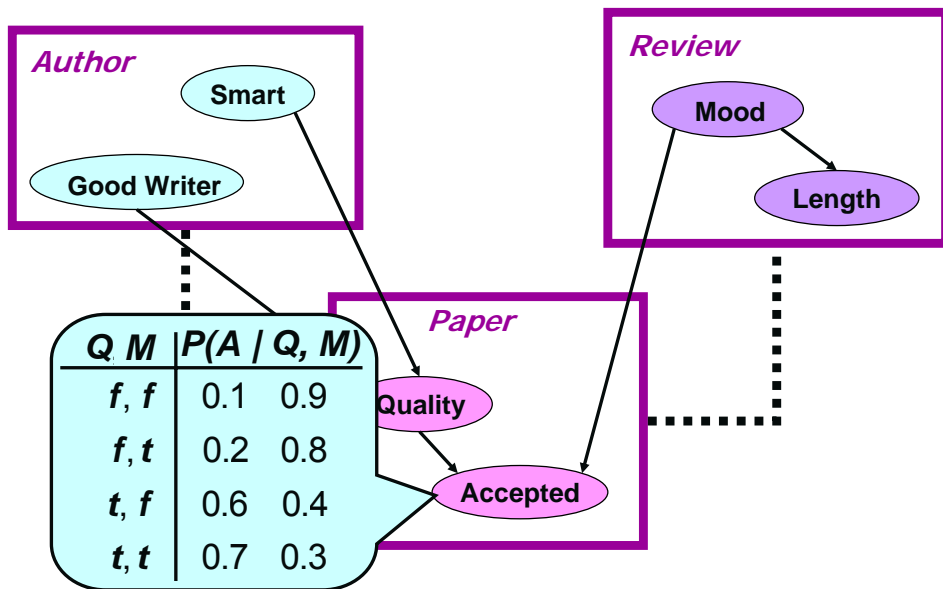 Author
Smart
Good Writer
Review
Mood
Length
Paper
Quality
Accepted
Q, M P(A | Q, M)
f, f 0.1 0.9
f, t 0.2 0.8
t, f 0.6 0.4
t, t 0.7 0.3